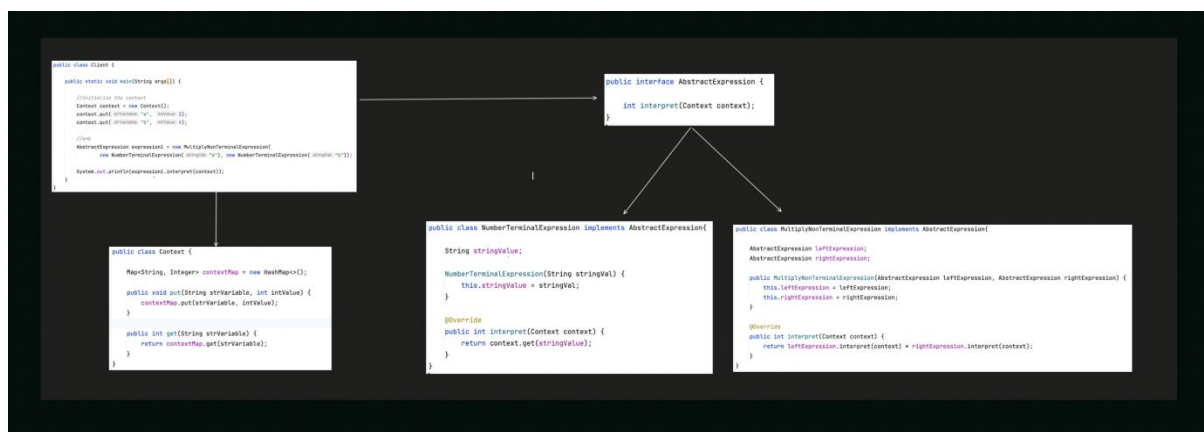 public class Client {
public static void main(String args[]) {
//initialize the context
Context context = new Context();
context.put( strVariable: "a", intValue: 2);
context.put( strVariable: "b", intValue: 4);
AbstractExpression expression1 = new MultiplyNonTerminalExpression(
new NumberTerminalExpression( stringVal: "a"), new NumberTerminalExpression( stringVal: "b"));
System.out.println(expression1.interpret(context));
}
}
public interface AbstractExpression {
int interpret(Context context);
}
public class Context {
Map<String, Integer> contextMap = new HashMap<>();
public void put(String strVariable, int intValue) {
contextMap.put(strVariable, intValue);
}
public int get(String strVariable) {
return contextMap.get(strVariable);
}
}
public class NumberTerminalExpression implements AbstractExpression{
String stringValue;
NumberTerminalExpression(String stringVal) {
this.stringValue = stringVal;
}
@Override
public int interpret(Context context) {
return context.get(stringValue);
}
}
public class MultiplyNonTerminalExpression implements AbstractExpression{
AbstractExpression leftExpression;
AbstractExpression rightExpression;
public MultiplyNonTerminalExpression(AbstractExpression leftExpression, AbstractExpression rightExpression) {
this.leftExpression = leftExpression;
this.rightExpression = rightExpression;
}
@Override
public int interpret(Context context) {
return leftExpression.interpret(context) * rightExpression.interpret(context);
}
}